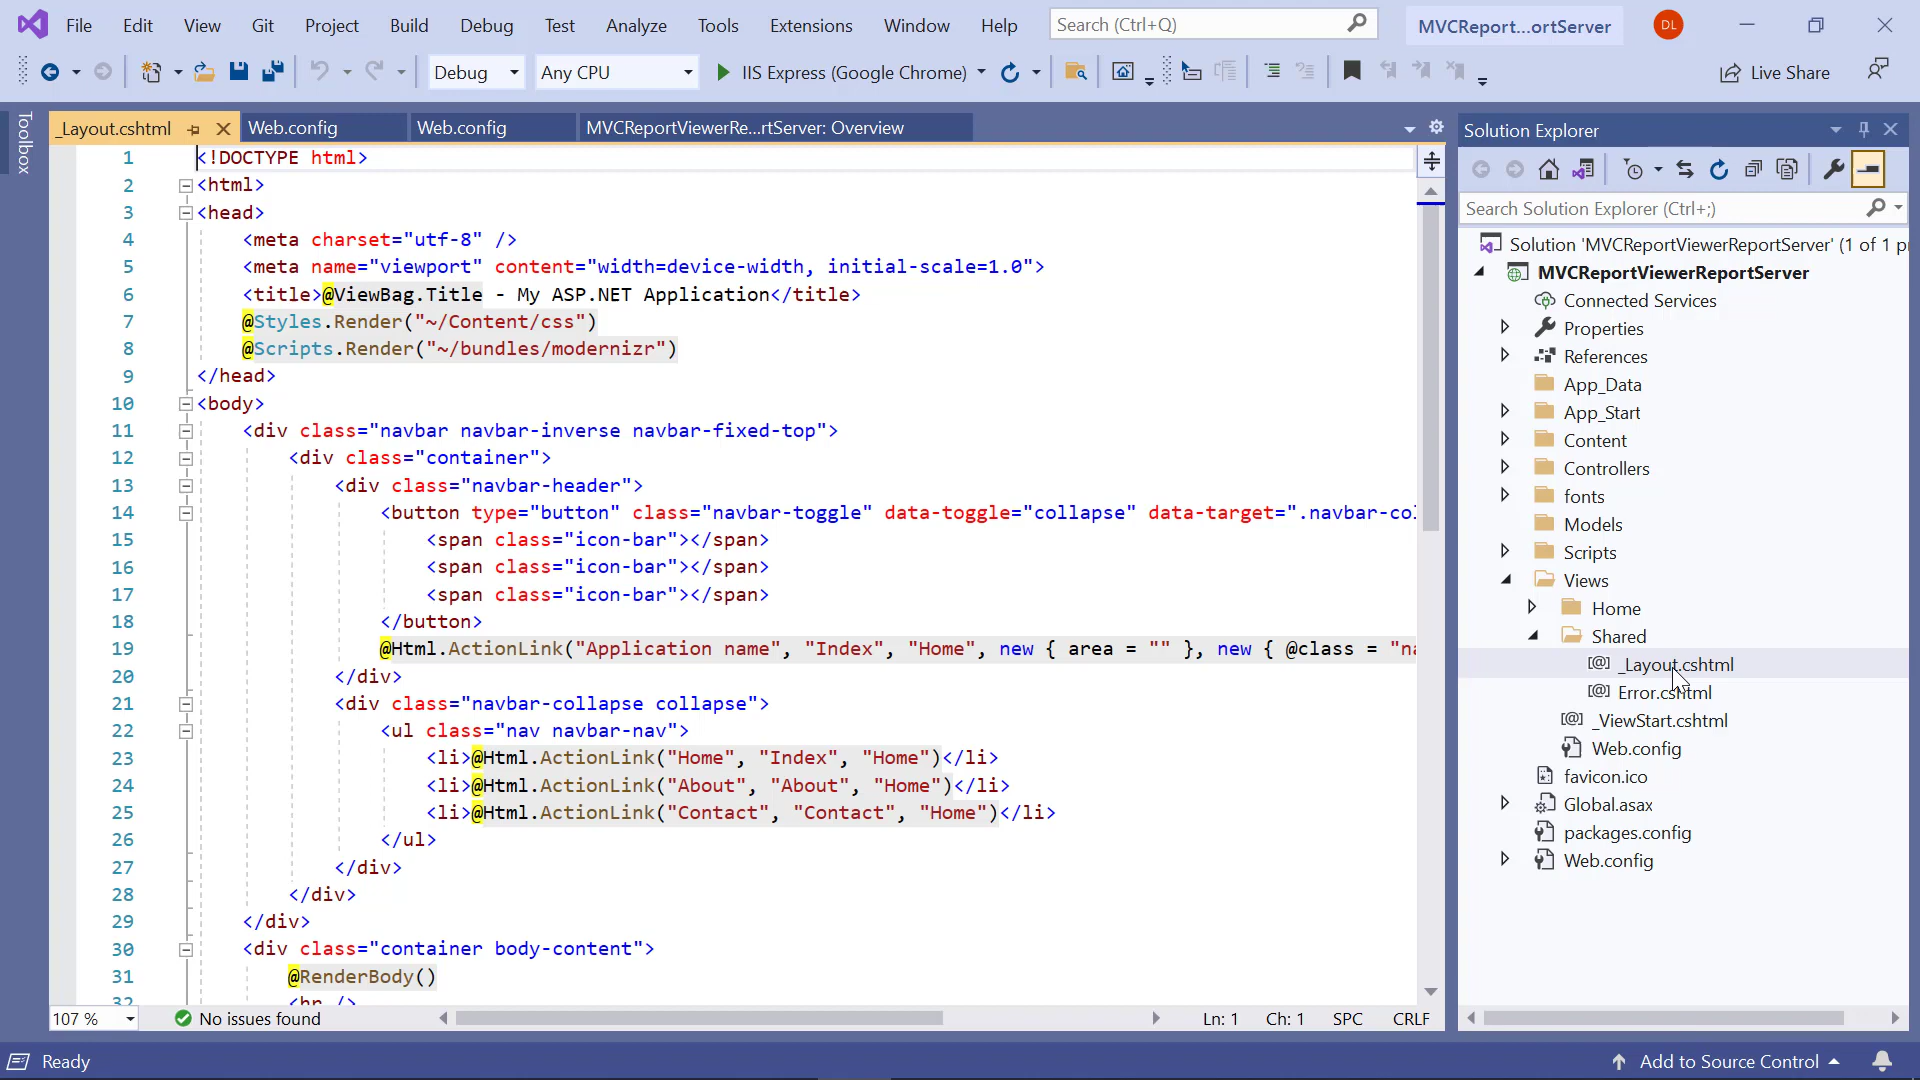 File Edit View Git Project Build Debug Test Analyze Tools Extensions Window Help Search (Ctrl+Q) MVCReport...ortServer DL
Debug Any CPU IIS Express (Google Chrome) Live Share
Toolbox
_Layout.cshtml Web.config Web.config MVCReportViewerRe...rtServer: Overview
1 <!DOCTYPE html>
2 <html>
3 <head>
4 <meta charset="utf-8" />
5 <meta name="viewport" content="width=device-width, initial-scale=1.0">
6 <title>@ViewBag.Title - My ASP.NET Application</title>
7 @Styles.Render("~/Content/css")
8 @Scripts.Render("~/bundles/modernizr")
9 </head>
10 <body>
11 <div class="navbar navbar-inverse navbar-fixed-top">
12 <div class="container">
13 <div class="navbar-header">
14 <button type="button" class="navbar-toggle" data-toggle="collapse" data-target=".navbar-col
15 <span class="icon-bar"></span>
16 <span class="icon-bar"></span>
17 <span class="icon-bar"></span>
18 </button>
19 @Html.ActionLink("Application name", "Index", "Home", new { area = "" }, new { @class = "na
20 </div>
21 <div class="navbar-collapse collapse">
22 <ul class="nav navbar-nav">
23 <li>@Html.ActionLink("Home", "Index", "Home")</li>
24 <li>@Html.ActionLink("About", "About", "Home")</li>
25 <li>@Html.ActionLink("Contact", "Contact", "Home")</li>
26 </ul>
27 </div>
28 </div>
29 </div>
30 <div class="container body-content">
31 @RenderBody()
32 <hr />
107 % No issues found Ln: 1 Ch: 1 SPC CRLF
Solution Explorer
Search Solution Explorer (Ctrl+;)
Solution 'MVCReportViewerReportServer' (1 of 1 pr
MVCReportViewerReportServer
Connected Services
Properties
References
App_Data
App_Start
Content
Controllers
fonts
Models
Scripts
Views
Home
Shared
_Layout.cshtml
Error.cshtml
_ViewStart.cshtml
Web.config
favicon.ico
Global.asax
packages.config
Web.config
Ready Add to Source Control